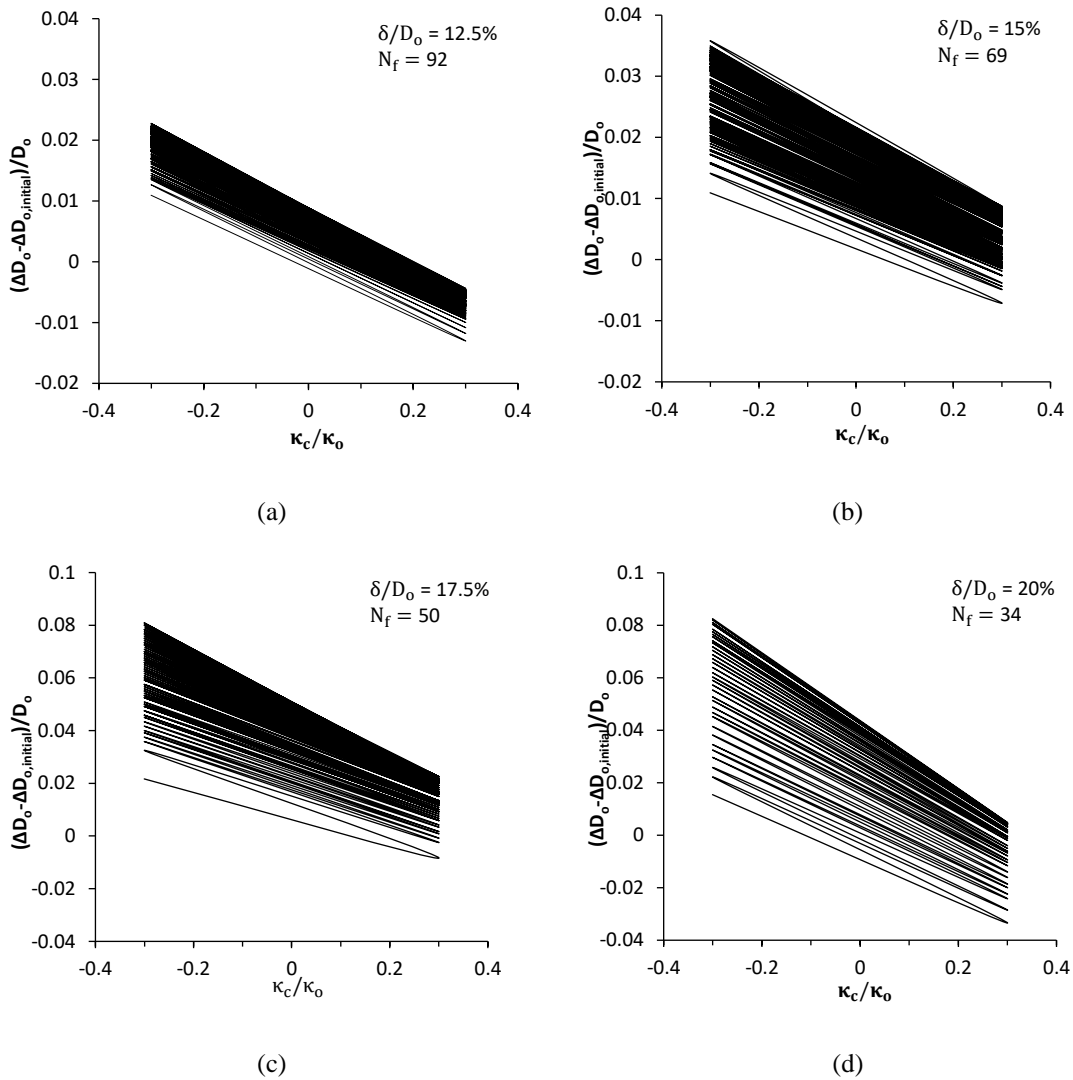 δ/Dₒ = 12.5%
N_f = 92
0.04
0.03
0.02
0.01
0
-0.01
-0.02
(ΔDₒ-ΔDₒ,initial)/Dₒ
-0.4 -0.2 0 0.2 0.4
κ_c/κₒ
(a)
δ/Dₒ = 15%
N_f = 69
0.04
0.03
0.02
0.01
0
-0.01
-0.02
(ΔDₒ-ΔDₒ,initial)/Dₒ
-0.4 -0.2 0 0.2 0.4
κ_c/κₒ
(b)
δ/Dₒ = 17.5%
N_f = 50
0.1
0.08
0.06
0.04
0.02
0
-0.02
-0.04
(ΔDₒ-ΔDₒ,initial)/Dₒ
-0.4 -0.2 0 0.2 0.4
κ_c/κₒ
(c)
δ/Dₒ = 20%
N_f = 34
0.1
0.08
0.06
0.04
0.02
0
-0.02
-0.04
(ΔDₒ-ΔDₒ,initial)/Dₒ
-0.4 -0.2 0 0.2 0.4
κ_c/κₒ
(d)